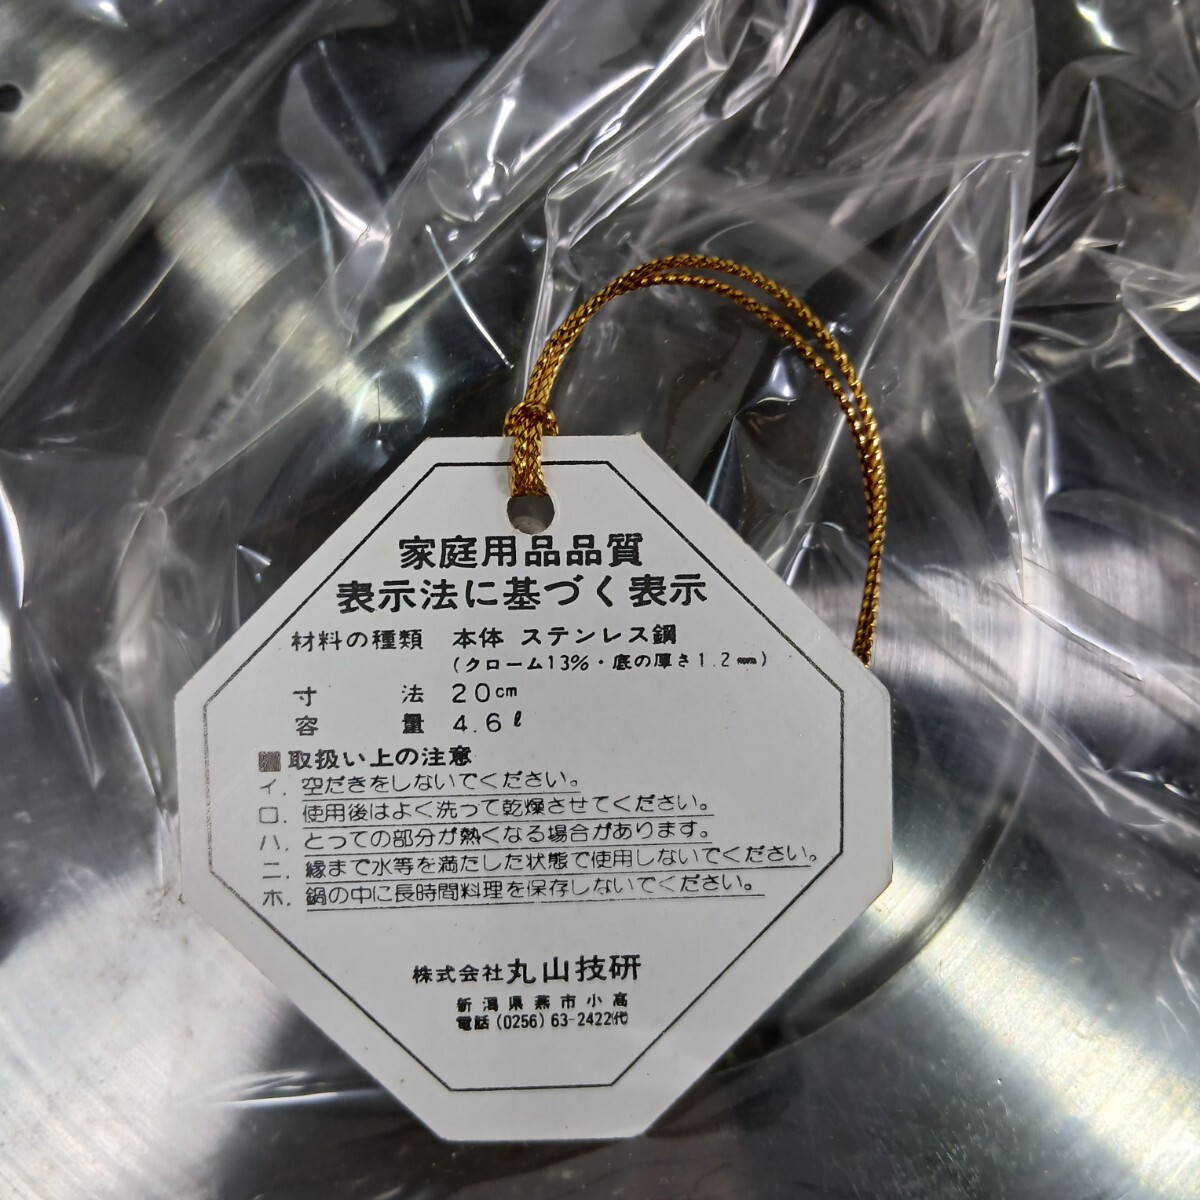 家庭用品品質
表示法に基づく表示
材料の種類 本体 ステンレス鋼
(クローム13%・底の厚さ1.2mm)
寸法 20cm
容量 4.6ℓ
■取扱い上の注意
イ. 空だきをしないでください。
ロ. 使用後はよく洗って乾燥させてください。
ハ. とっての部分が熱くなる場合があります。
ニ. 縁まで水等を満たした状態で使用しないでください。
ホ. 鍋の中に長時間料理を保存しないでください。
株式会社 丸山技研
新潟県燕市小高
電話(0256)63-2422代